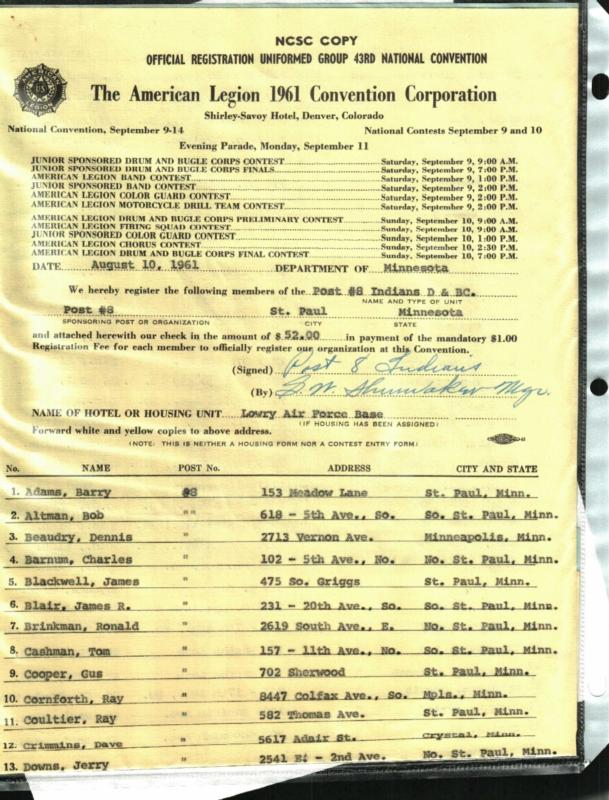 NCSC COPY
OFFICIAL REGISTRATION UNIFORMED GROUP 43RD NATIONAL CONVENTION
The American Legion 1961 Convention Corporation
Shirley-Savoy Hotel, Denver, Colorado
National Convention, September 9-14 National Contests September 9 and 10
Evening Parade, Monday, September 11
JUNIOR SPONSORED DRUM AND BUGLE CORPS CONTEST Saturday, September 9, 9:00 A.M.
JUNIOR SPONSORED DRUM AND BUGLE CORPS FINALS Saturday, September 9, 7:00 P.M.
AMERICAN LEGION BAND CONTEST Saturday, September 9, 1:00 P.M.
JUNIOR SPONSORED BAND CONTEST Saturday, September 9, 2:00 P.M.
AMERICAN LEGION COLOR GUARD CONTEST Saturday, September 9, 2:00 P.M.
AMERICAN LEGION MOTORCYCLE DRILL TEAM CONTEST Saturday, September 9, 2:00 P.M.
AMERICAN LEGION DRUM AND BUGLE CORPS PRELIMINARY CONTEST Sunday, September 10, 9:00 A.M.
AMERICAN LEGION FIRING SQUAD CONTEST Sunday, September 10, 9:00 A.M.
JUNIOR SPONSORED COLOR GUARD CONTEST Sunday, September 10, 1:00 P.M.
AMERICAN LEGION CHORUS CONTEST Sunday, September 10, 2:30 P.M.
AMERICAN LEGION DRUM AND BUGLE CORPS FINAL CONTEST Sunday, September 10, 7:00 P.M.
DATE August 10, 1961 DEPARTMENT OF Minnesota
We hereby register the following members of the Post #8 Indians D & BC.
NAME AND TYPE OF UNIT
Post #8 St. Paul Minnesota
SPONSORING POST OR ORGANIZATION CITY STATE
and attached herewith our check in the amount of $ 52.00 in payment of the mandatory $1.00
Registration Fee for each member to officially register our organization at this Convention.
(Signed) Post 8 Indians
(By) D. W. Shumaker Mgr.
NAME OF HOTEL OR HOUSING UNIT Lowry Air Force Base
(IF HOUSING HAS BEEN ASSIGNED)
Forward white and yellow copies to above address.
(NOTE: THIS IS NEITHER A HOUSING FORM NOR A CONTEST ENTRY FORM)
No. NAME POST No. ADDRESS CITY AND STATE
1. Adams, Barry #8 153 Meadow Lane St. Paul, Minn.
2. Altman, Bob "" 618 - 5th Ave., So. So. St. Paul, Minn.
3. Beaudry, Dennis " 2713 Vernon Ave. Minneapolis, Minn.
4. Barnum, Charles " 102 - 5th Ave., No. No. St. Paul, Minn.
5. Blackwell, James " 475 So. Griggs St. Paul, Minn.
6. Blair, James R. " 231 - 20th Ave., So. So. St. Paul, Minn.
7. Brinkman, Ronald " 2619 South Ave., E. No. St. Paul, Minn.
8. Cashman, Tom " 157 - 11th Ave., No. So. St. Paul, Minn.
9. Cooper, Gus " 702 Sherwood St. Paul, Minn.
10. Cornforth, Ray " 8447 Colfax Ave., So. Mpls., Minn.
11. Coultier, Ray " 582 Thomas Ave. St. Paul, Minn.
12. Crimmins, Dave " 5617 Adair St. Crystal, Minn.
13. Downs, Jerry " 2541 E. - 2nd Ave. No. St. Paul, Minn.